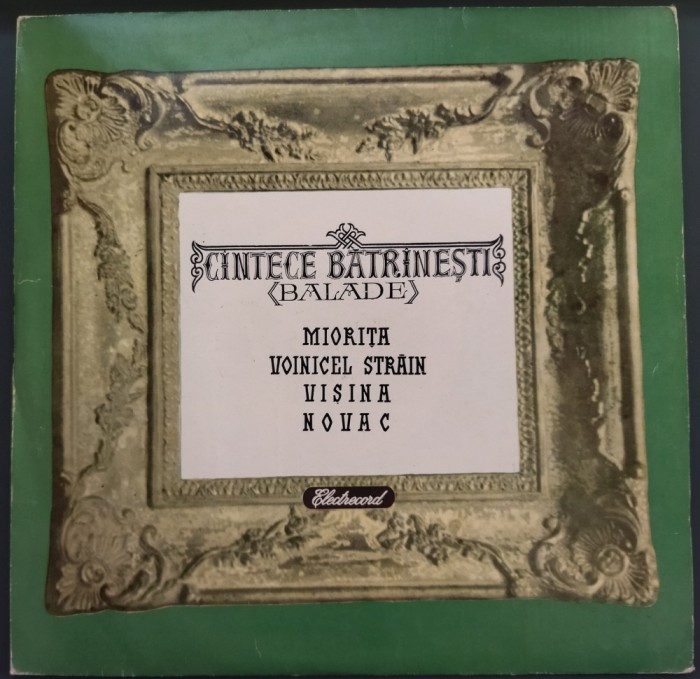 CÎNTECE BĂTRÎNEȘTI
(BALADE)
MIORIȚA
VOINICEL STRĂIN
VIȘINA
NOVAC
Electrecord